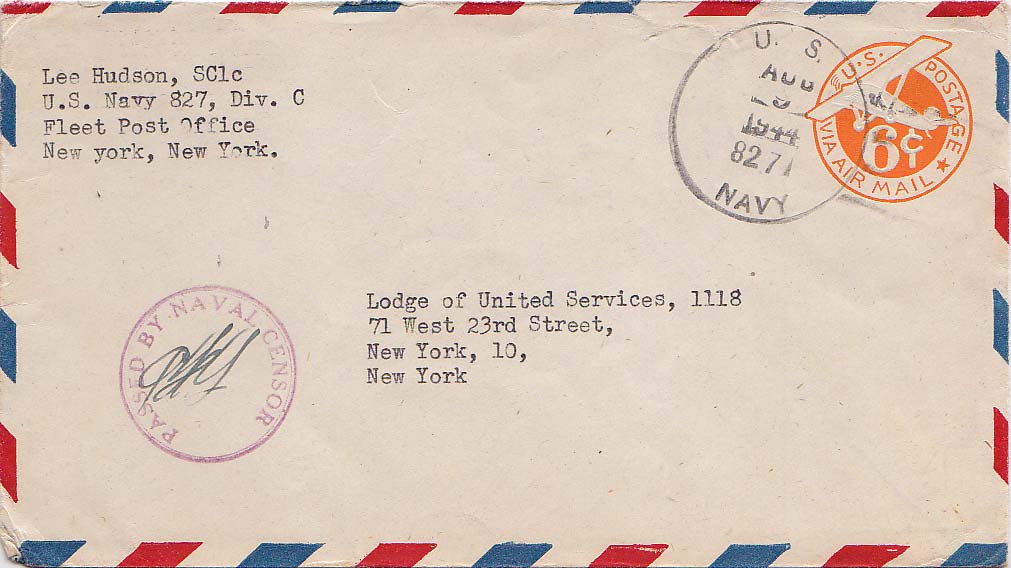 Lee Hudson, SC1c
U.S. Navy 827, Div. C
Fleet Post Office
New york, New York.
U. S.
AUG
1944
8271
NAVY
U.S. POSTAGE
6¢
VIA AIR MAIL
PASSED BY NAVAL CENSOR
Lodge of United Services, 1118
71 West 23rd Street,
New York, 10,
New York